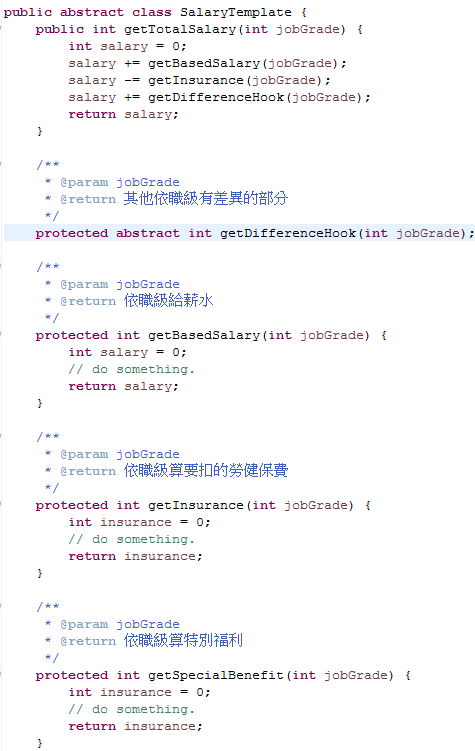 public abstract class SalaryTemplate {
    public int getTotalSalary(int jobGrade) {
        int salary = 0;
        salary += getBasedSalary(jobGrade);
        salary -= getInsurance(jobGrade);
        salary += getDifferenceHook(jobGrade);
        return salary;
    }

    /**
     * @param jobGrade
     * @return 其他依職級有差異的部分
     */
    protected abstract int getDifferenceHook(int jobGrade);

    /**
     * @param jobGrade
     * @return 依職級給薪水
     */
    protected int getBasedSalary(int jobGrade) {
        int salary = 0;
        // do something.
        return salary;
    }

    /**
     * @param jobGrade
     * @return 依職級算要扣的勞健保費
     */
    protected int getInsurance(int jobGrade) {
        int insurance = 0;
        // do something.
        return insurance;
    }

    /**
     * @param jobGrade
     * @return 依職級算特別福利
     */
    protected int getSpecialBenefit(int jobGrade) {
        int insurance = 0;
        // do something.
        return insurance;
    }